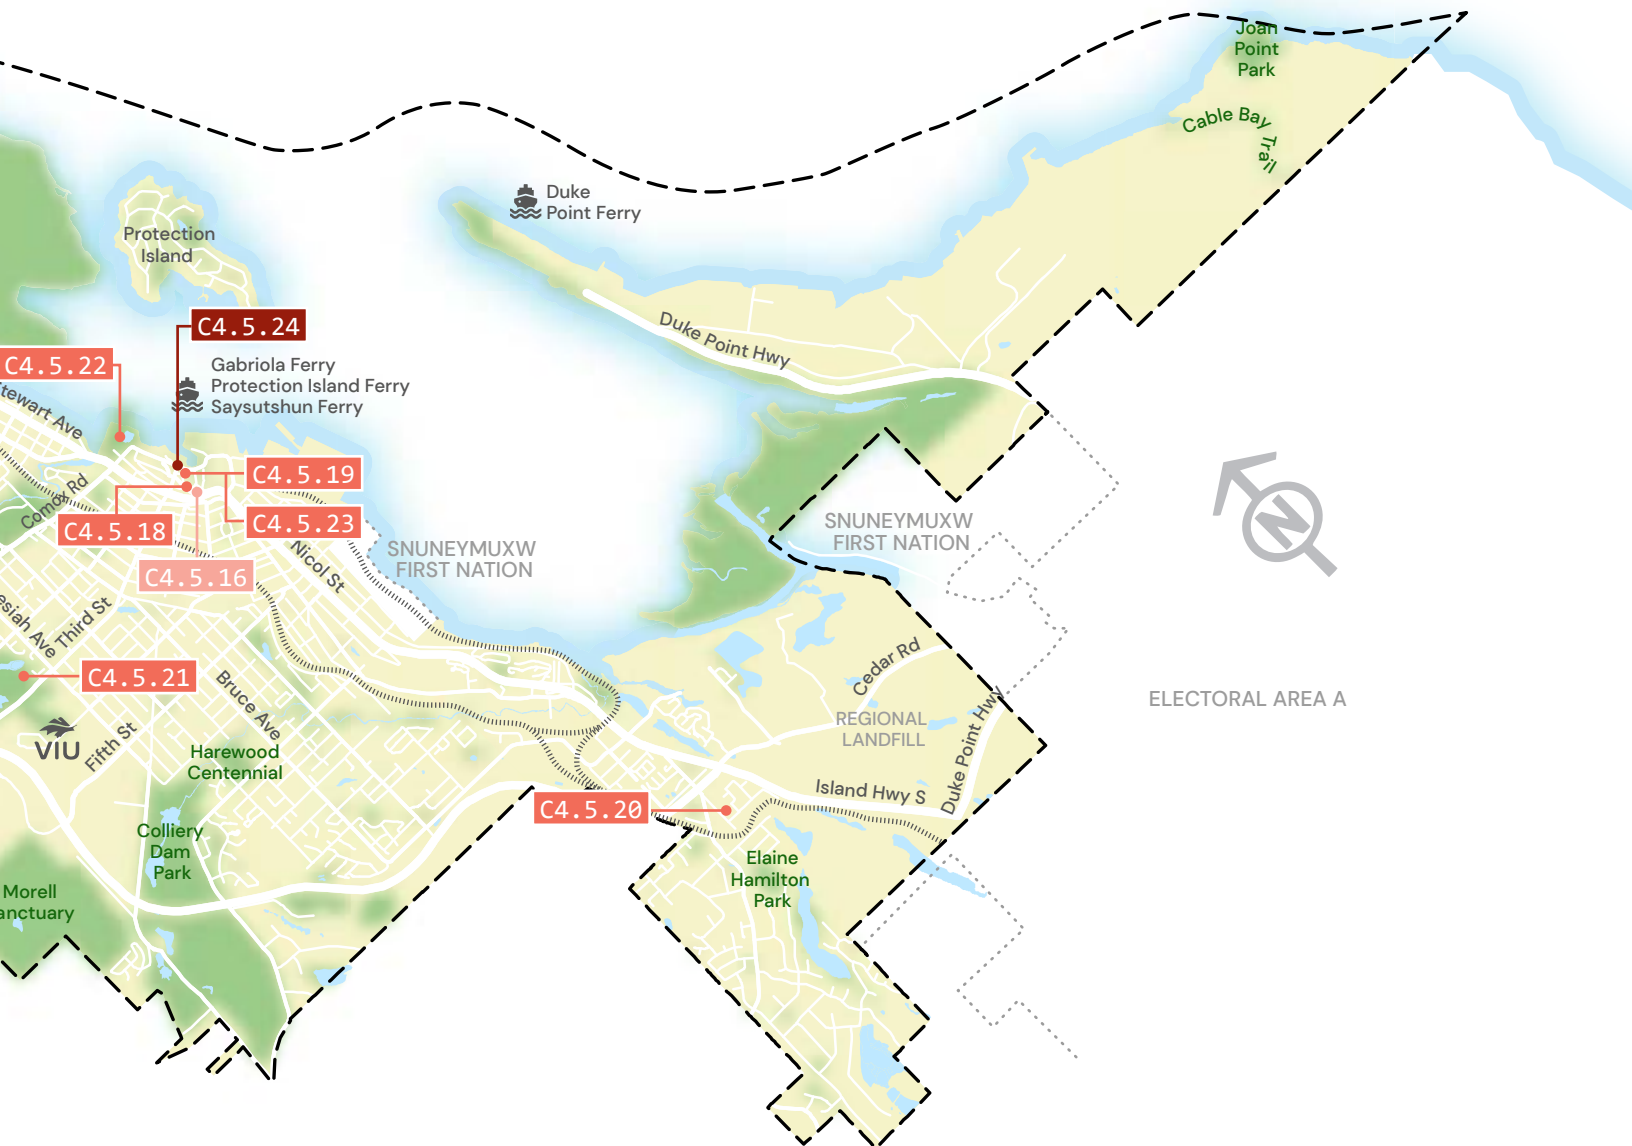 Joan
Point
Park
Cable Bay Trail
Duke
Point Ferry
Protection
Island
C4.5.24
Duke Point Hwy
C4.5.22
Gabriola Ferry
Protection Island Ferry
Saysutshun Ferry
Stewart Ave
C4.5.19
Comox Rd
C4.5.18
C4.5.23
SNUNEYMUXW
FIRST NATION
SNUNEYMUXW
FIRST NATION
Nicol St
C4.5.16
Third St
Ave
C4.5.21
Bruce Ave
Cedar Rd
ELECTORAL AREA A
REGIONAL
LANDFILL
VIU
Fifth St
Harewood
Centennial
Duke Point Hwy
Island Hwy S
C4.5.20
Colliery
Dam
Park
Elaine
Hamilton
Park
Morell
anctuary
N